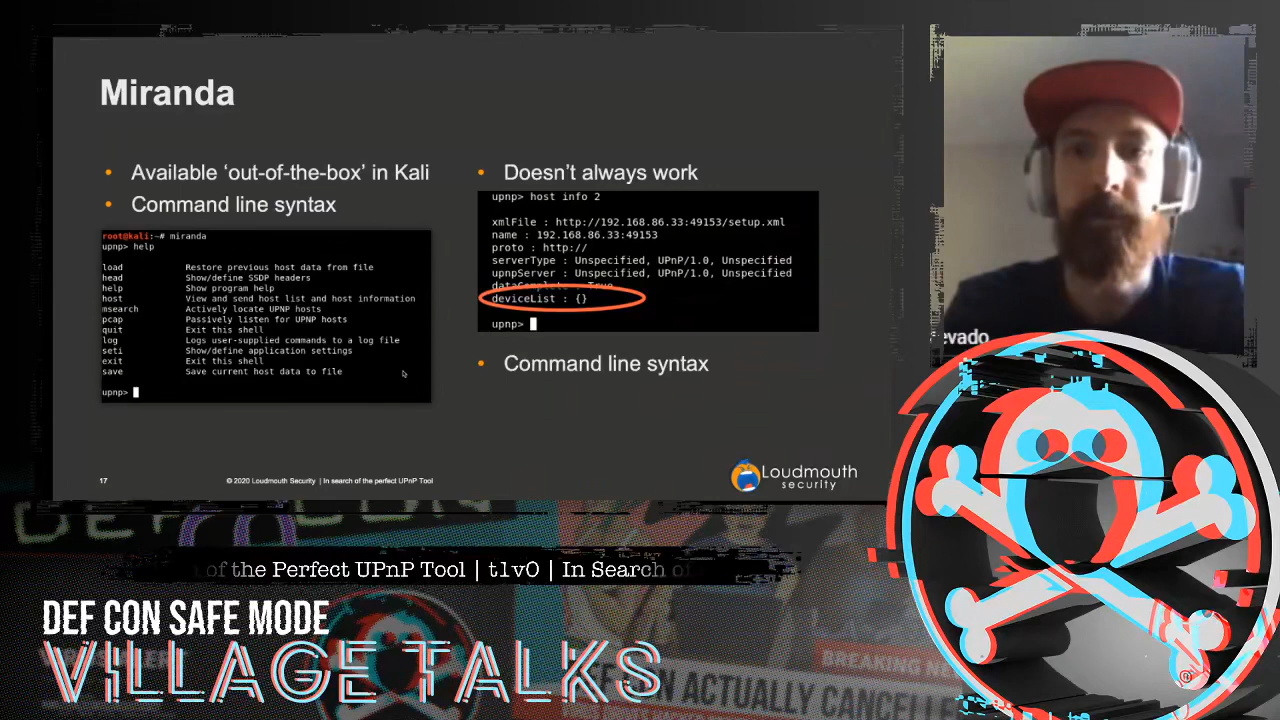 Miranda
• Available ‘out-of-the-box’ in Kali
• Command line syntax
root@kali:~# miranda
upnp> help
load Restore previous host data from file
head Show/define SSDP headers
help Show program help
host View and send host list and host information
msearch Actively locate UPNP hosts
pcap Passively listen for UPNP hosts
quit Exit this shell
log Logs user-supplied commands to a log file
seti Show/define application settings
exit Exit this shell
save Save current host data to file
upnp>
• Doesn’t always work
upnp> host info 2
xmlFile : http://192.168.86.33:49153/setup.xml
name : 192.168.86.33:49153
proto : http://
serverType : Unspecified, UPnP/1.0, Unspecified
upnpServer : Unspecified, UPnP/1.0, Unspecified
dataComplete : True
deviceList : {}
upnp>
• Command line syntax
17
© 2020 Loudmouth Security | In search of the perfect UPnP Tool
Loudmouth
security
evado
of the Perfect UPnP Tool | t1v0 | In Search of
DEF CON SAFE MODE
VILLAGE TALKS
DEF CON
BREAKING NE
EF CON ACTUALLY CANCELLE
®